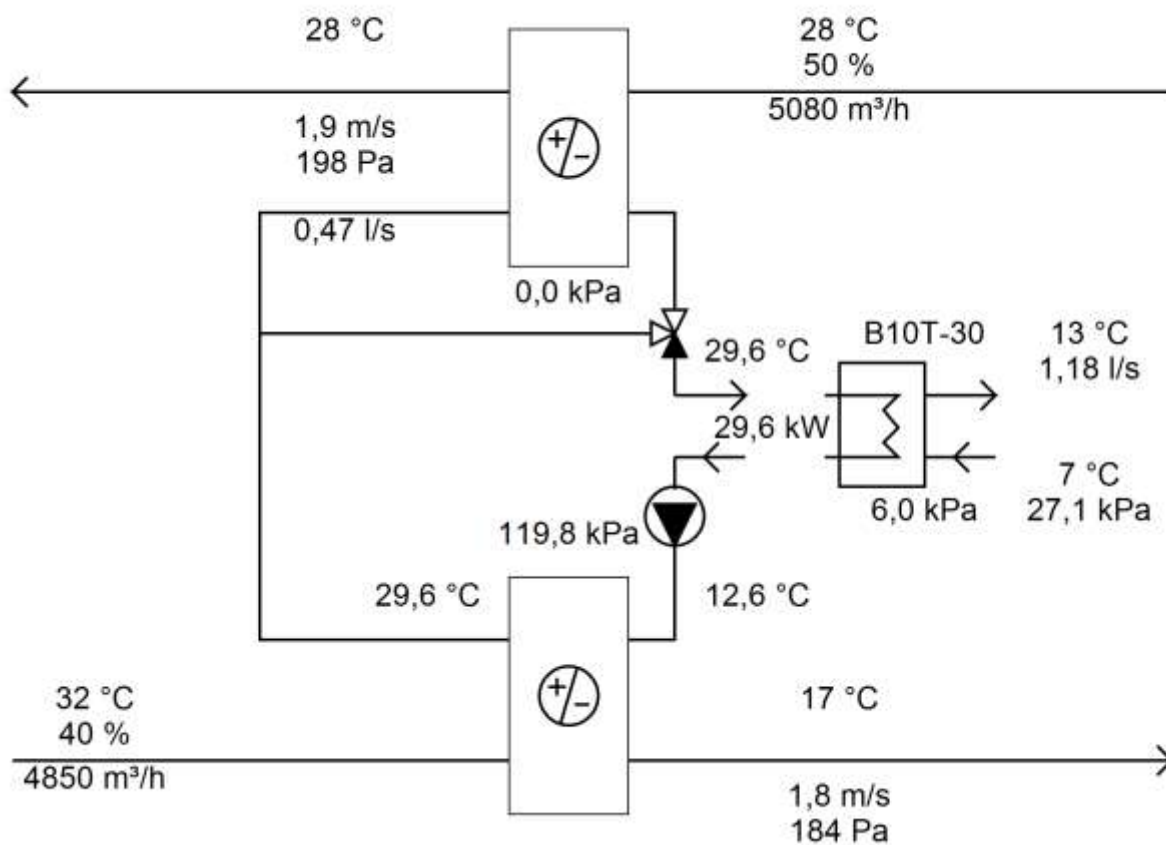 28 °C
28 °C
50 %
5080 m³/h
1,9 m/s
198 Pa
0,47 l/s
0,0 kPa
B10T-30
13 °C
1,18 l/s
29,6 °C
29,6 kW
7 °C
27,1 kPa
6,0 kPa
119,8 kPa
29,6 °C
12,6 °C
32 °C
40 %
4850 m³/h
17 °C
1,8 m/s
184 Pa